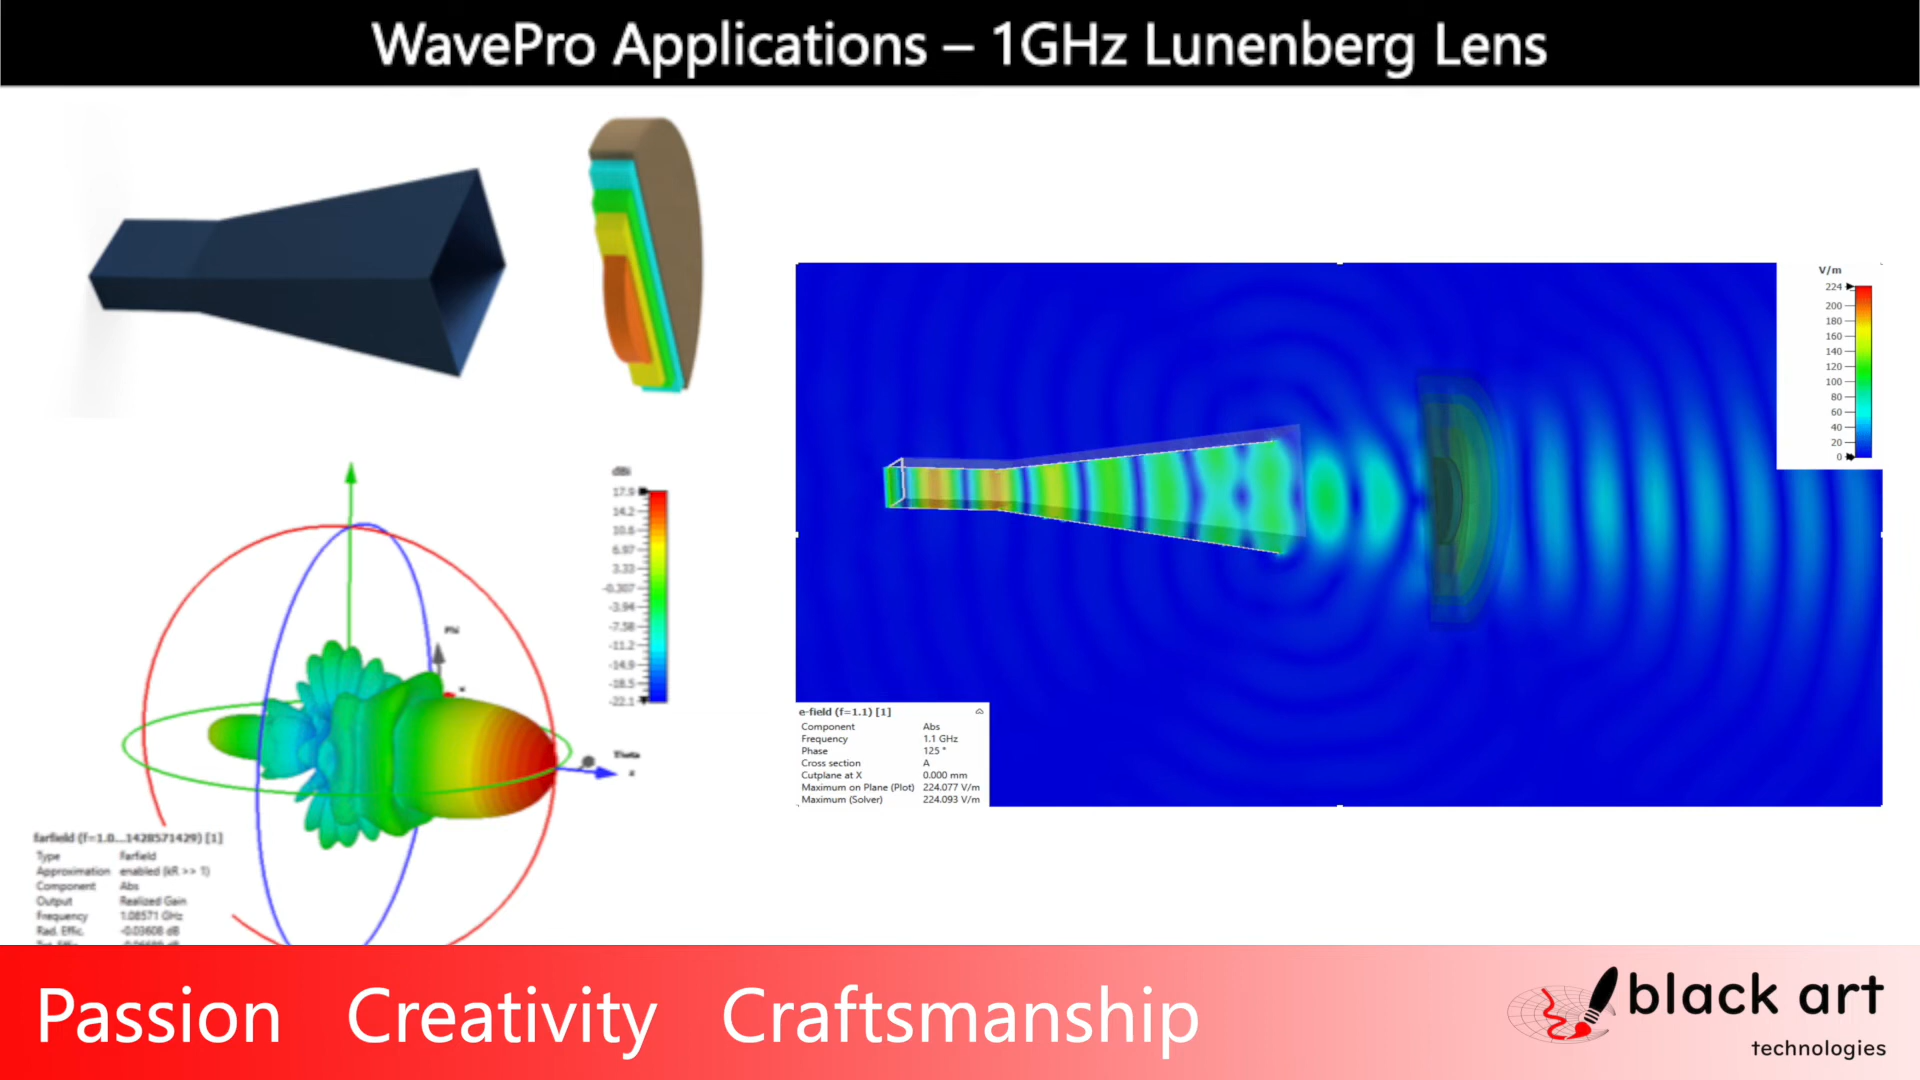 WavePro Applications – 1GHz Lunenberg Lens
V/m
224
200
180
160
140
120
100
80
60
40
20
0
e-field (f=1.1) [1]
Component Abs
Frequency 1.1 GHz
Phase 125 °
Cross section A
Cutplane at X 0.000 mm
Maximum on Plane (Plot) 224.077 V/m
Maximum (Solver) 224.093 V/m
dBi
17.9
14.2
10.6
6.97
3.33
-0.307
-3.94
-7.58
-11.2
-14.9
-18.5
-22.1
Phi
x
Theta
z
farfield (f=1.0...1428571429) [1]
Type Farfield
Approximation enabled (kR >> 1)
Component Abs
Output Realized Gain
Frequency 1.08571 GHz
Rad. Effic. -0.03608 dB
Passion Creativity Craftsmanship
black art
technologies